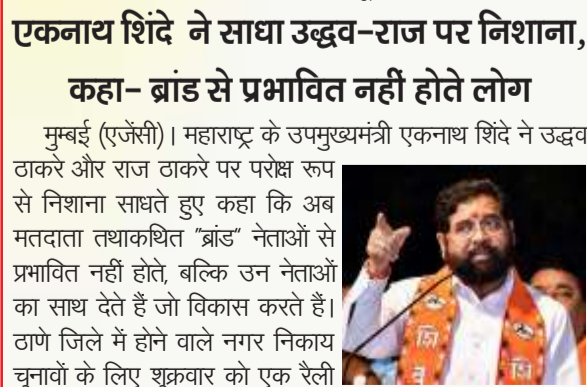 एकनाथ शिंदे ने साधा उद्धव-राज पर निशाना,
कहा- ब्रांड से प्रभावित नहीं होते लोग
मुम्बई (एजेंसी)। महाराष्ट्र के उपमुख्यमंत्री एकनाथ शिंदे ने उद्धव
ठाकरे और राज ठाकरे पर परोक्ष रूप
से निशाना साधते हुए कहा कि अब
मतदाता तथाकथित "ब्रांड" नेताओं से
प्रभावित नहीं होते, बल्कि उन नेताओं
का साथ देते हैं जो विकास करते हैं।
ठाणे जिले में होने वाले नगर निकाय
चुनावों के लिए शुक्रवार को एक रैली